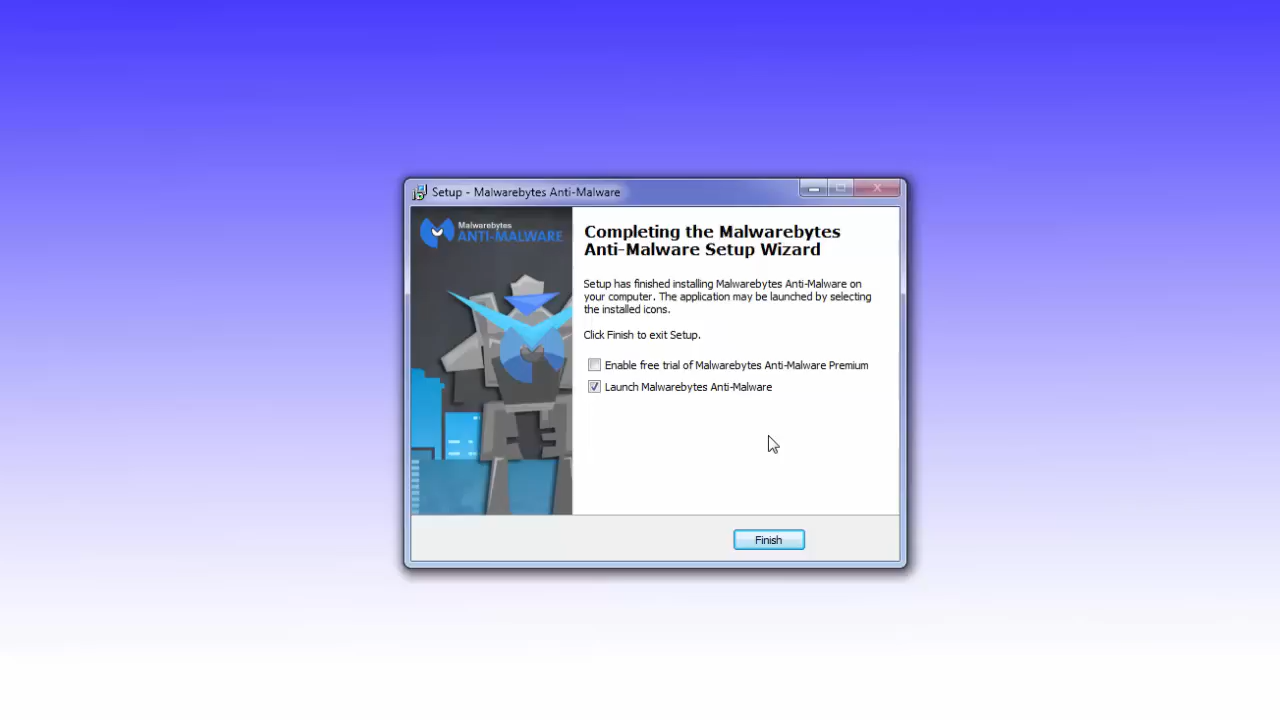 Setup - Malwarebytes Anti-Malware
Malwarebytes
ANTI-MALWARE
Completing the Malwarebytes
Anti-Malware Setup Wizard
Setup has finished installing Malwarebytes Anti-Malware on
your computer. The application may be launched by selecting
the installed icons.
Click Finish to exit Setup.
Enable free trial of Malwarebytes Anti-Malware Premium
Launch Malwarebytes Anti-Malware
Finish